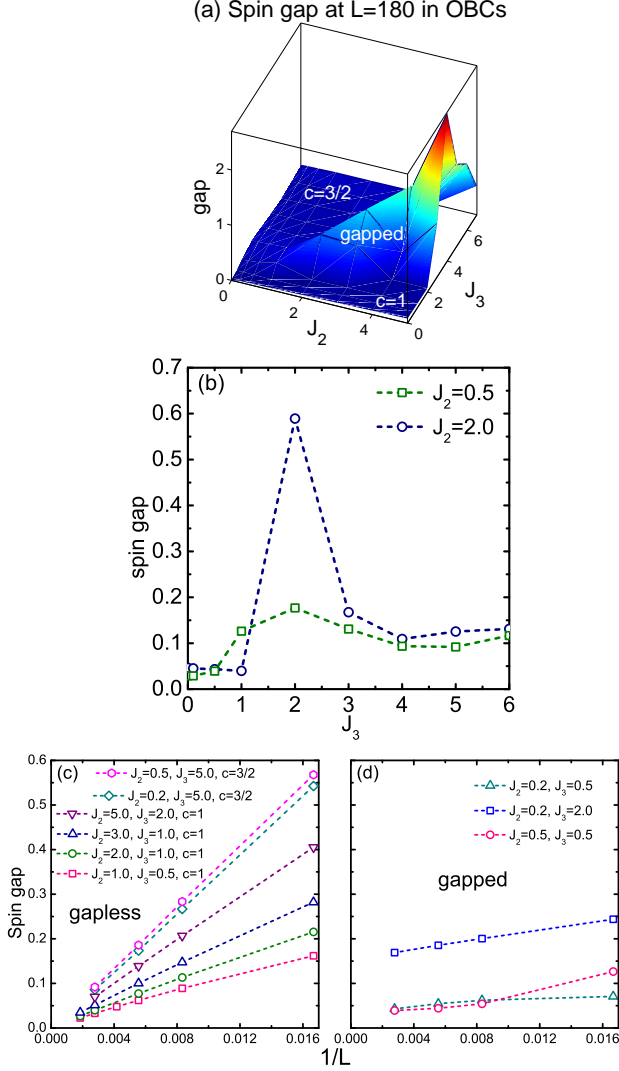 (a) Spin gap at L=180 in OBCs
gap
2
1
0
c=3/2
gapped
c=1
0
2
4
J2
0
2
4
6
J3
(b)
J2=0.5
J2=2.0
spin gap
0.7
0.6
0.5
0.4
0.3
0.2
0.1
0.0
0 1 2 3 4 5 6
J3
(c)
J2=0.5, J3=5.0, c=3/2
J2=0.2, J3=5.0, c=3/2
J2=5.0, J3=2.0, c=1
J2=3.0, J3=1.0, c=1
J2=2.0, J3=1.0, c=1
J2=1.0, J3=0.5, c=1
gapless
Spin gap
0.6
0.5
0.4
0.3
0.2
0.1
0.0
0.000 0.004 0.008 0.012 0.016
(d)
J2=0.2, J3=0.5
J2=0.2, J3=2.0
J2=0.5, J3=0.5
gapped
0.000 0.004 0.008 0.012 0.016
1/L